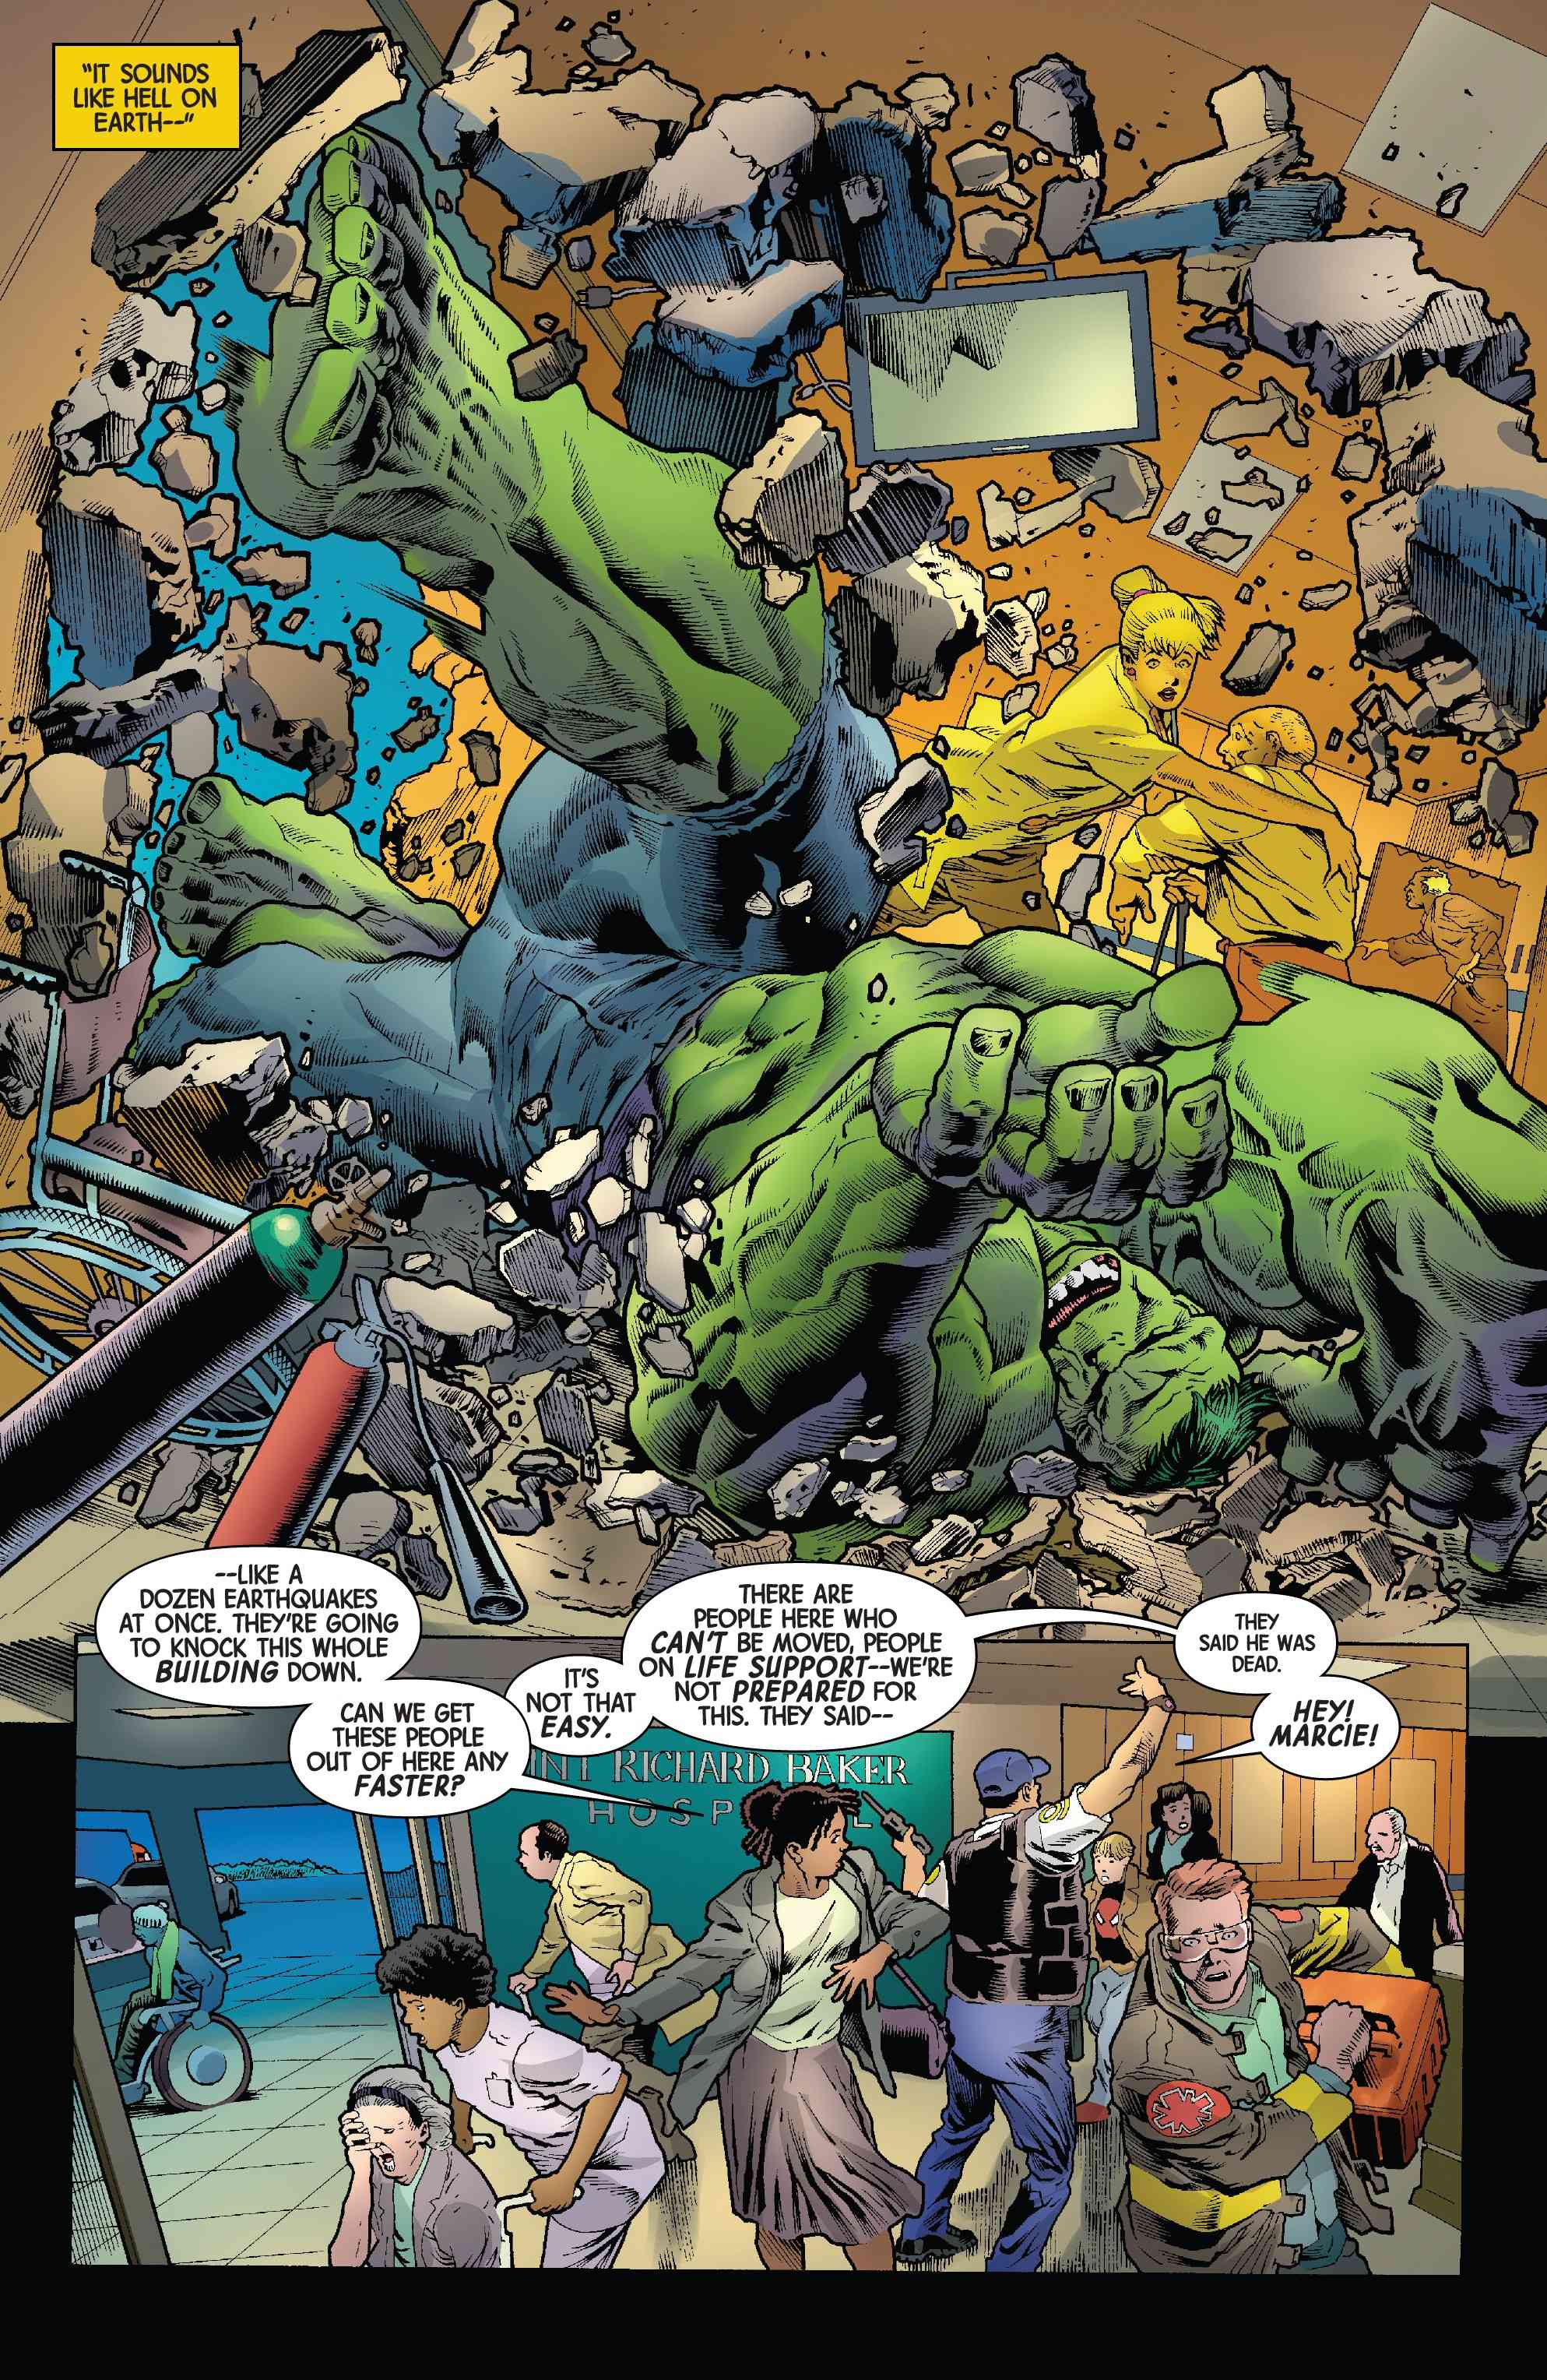 "IT SOUNDS
LIKE HELL ON
EARTH--"
--LIKE A
DOZEN EARTHQUAKES
AT ONCE. THEY'RE GOING
TO KNOCK THIS WHOLE
BUILDING DOWN.
CAN WE GET
THESE PEOPLE
OUT OF HERE ANY
FASTER?
IT'S
NOT THAT
EASY.
THERE ARE
PEOPLE HERE WHO
CAN'T BE MOVED, PEOPLE
ON LIFE SUPPORT--WE'RE
NOT PREPARED FOR
THIS. THEY SAID--
THEY
SAID HE WAS
DEAD.
HEY!
MARCIE!
INT RICHARD BAKER
HOSP L